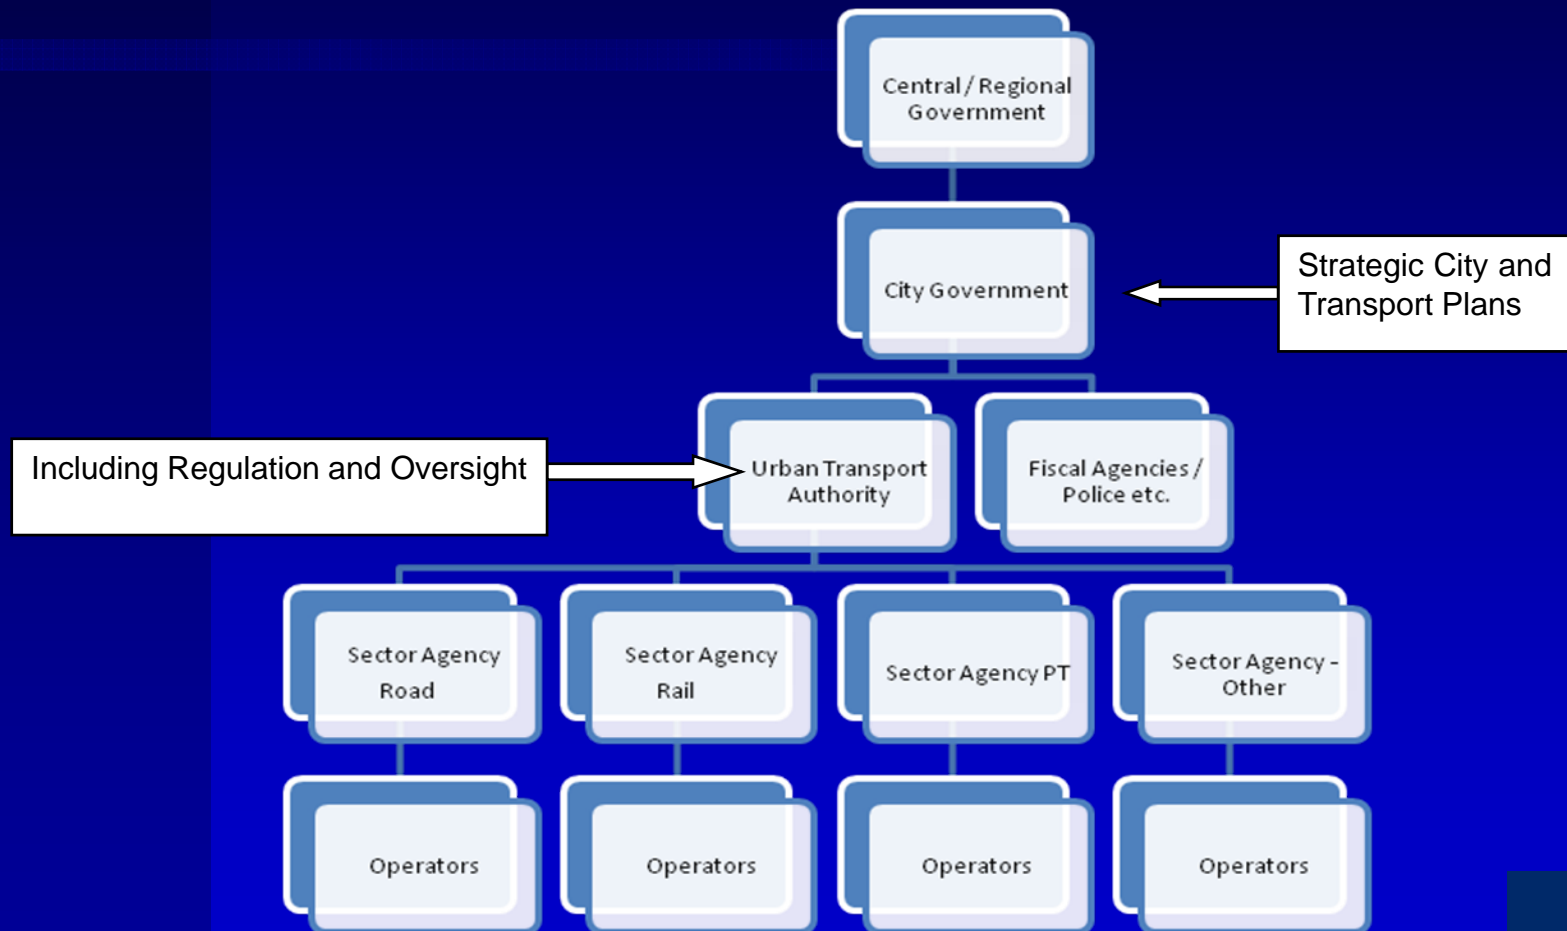 Central / Regional
Government
City Government
Strategic City and
Transport Plans
Including Regulation and Oversight
Urban Transport
Authority
Fiscal Agencies /
Police etc.
Sector Agency
Road
Sector Agency
Rail
Sector Agency PT
Sector Agency -
Other
Operators
Operators
Operators
Operators